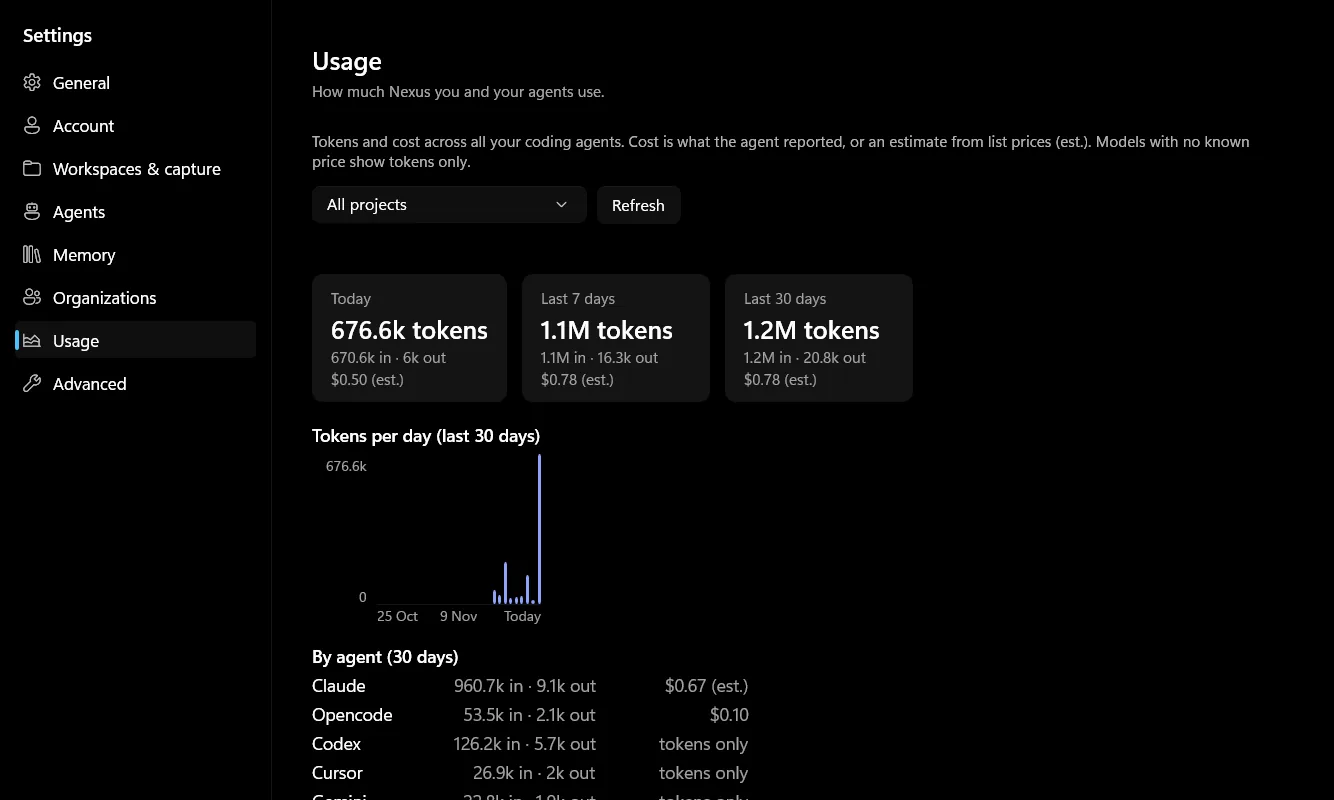 Settings
General
Account
Workspaces & capture
Agents
Memory
Organizations
Usage
Advanced
Usage
How much Nexus you and your agents use.
Tokens and cost across all your coding agents. Cost is what the agent reported, or an estimate from list prices (est.). Models with no known
price show tokens only.
All projects
Refresh
Today
676.6k tokens
670.6k in · 6k out
$0.50 (est.)
Last 7 days
1.1M tokens
1.1M in · 16.3k out
$0.78 (est.)
Last 30 days
1.2M tokens
1.2M in · 20.8k out
$0.78 (est.)
Tokens per day (last 30 days)
676.6k
0
25 Oct 9 Nov Today
By agent (30 days)
Claude 960.7k in · 9.1k out $0.67 (est.)
Opencode 53.5k in · 2.1k out $0.10
Codex 126.2k in · 5.7k out tokens only
Cursor 26.9k in · 2k out tokens only
Gemini tokens only